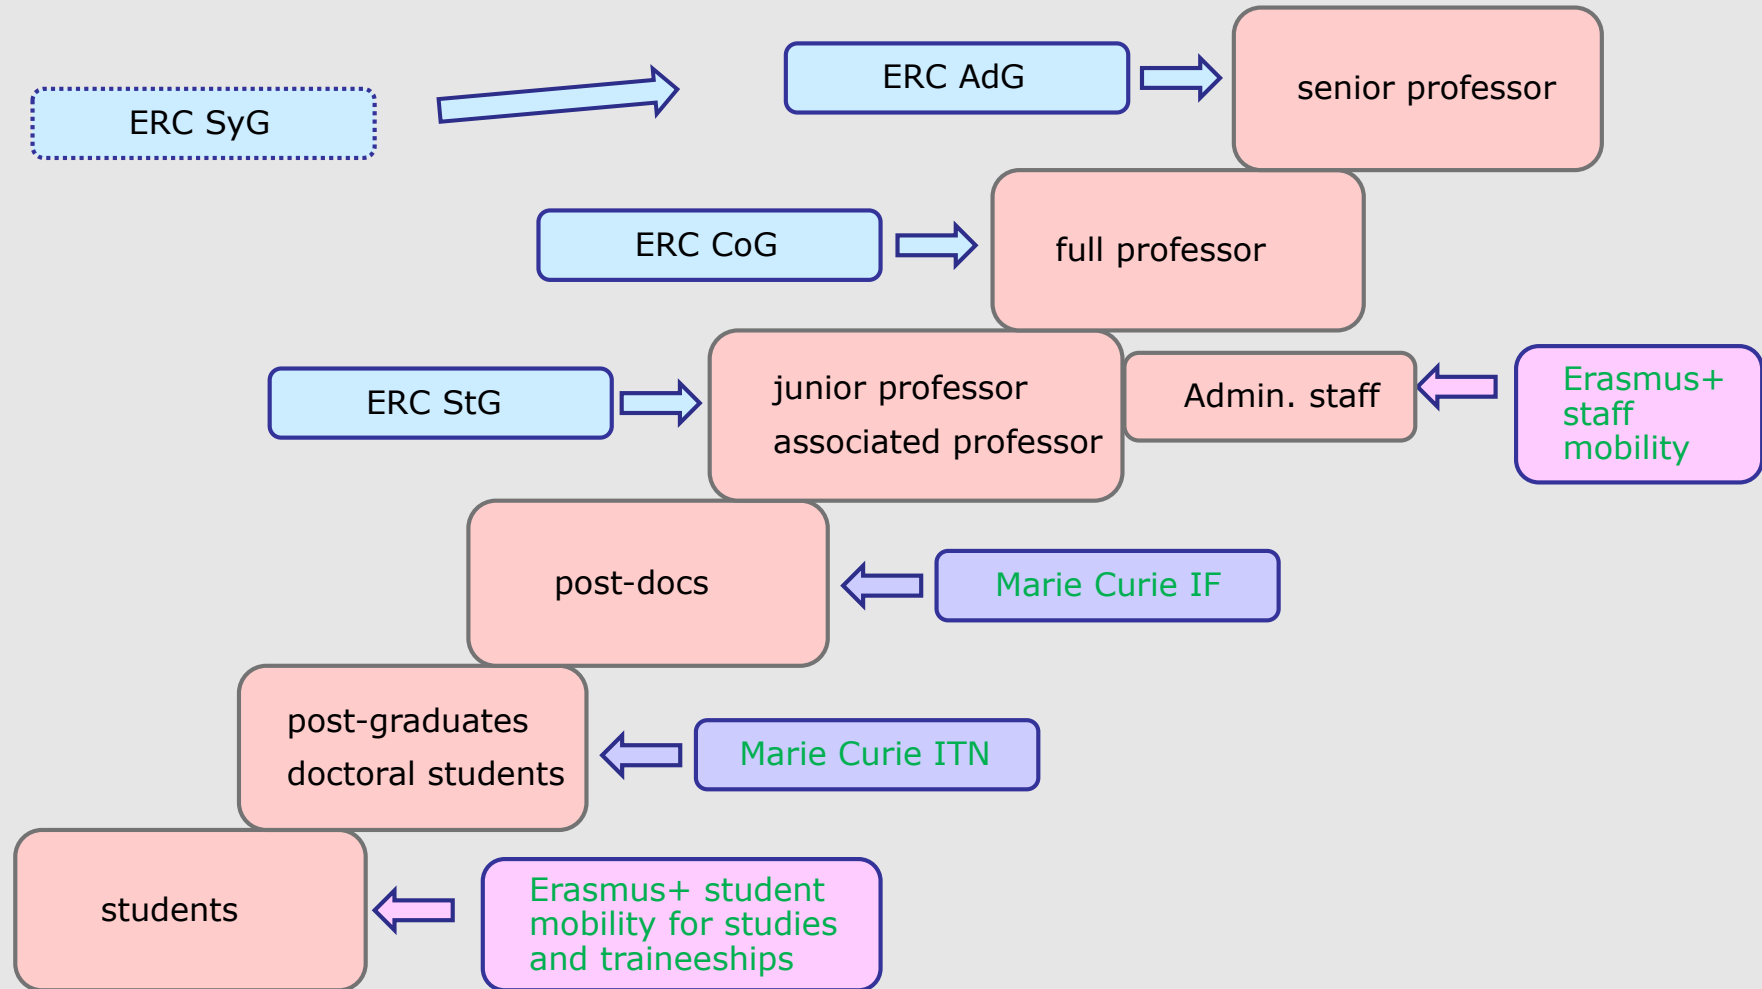 ERC AdG
senior professor
ERC SyG
ERC CoG
full professor
ERC StG
junior professor
associated professor
Admin. staff
Erasmus+
staff
mobility
post-docs
Marie Curie IF
post-graduates
doctoral students
Marie Curie ITN
students
Erasmus+ student
mobility for studies
and traineeships